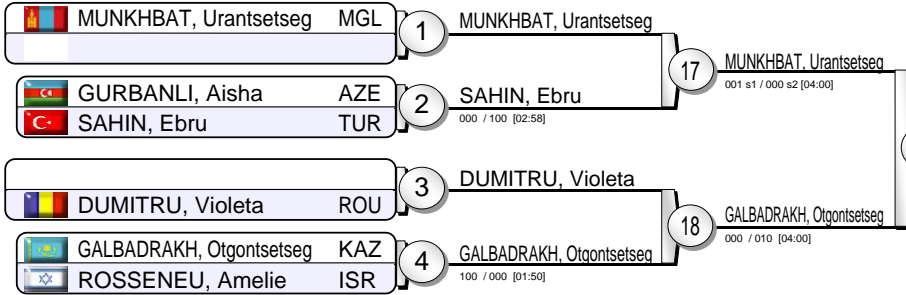 MUNKHBAT, Urantsetseg MGL
1
MUNKHBAT, Urantsetseg
GURBANLI, Aisha AZE
SAHIN, Ebru TUR
2
SAHIN, Ebru
000 / 100 [02:58]
17
MUNKHBAT, Urantsetseg
001 s1 / 000 s2 [04:00]
DUMITRU, Violeta ROU
3
DUMITRU, Violeta
GALBADRAKH, Otgontsetseg KAZ
ROSSENEU, Amelie ISR
4
GALBADRAKH, Otgontsetseg
100 / 000 [01:50]
18
GALBADRAKH, Otgontsetseg
000 / 010 [04:00]